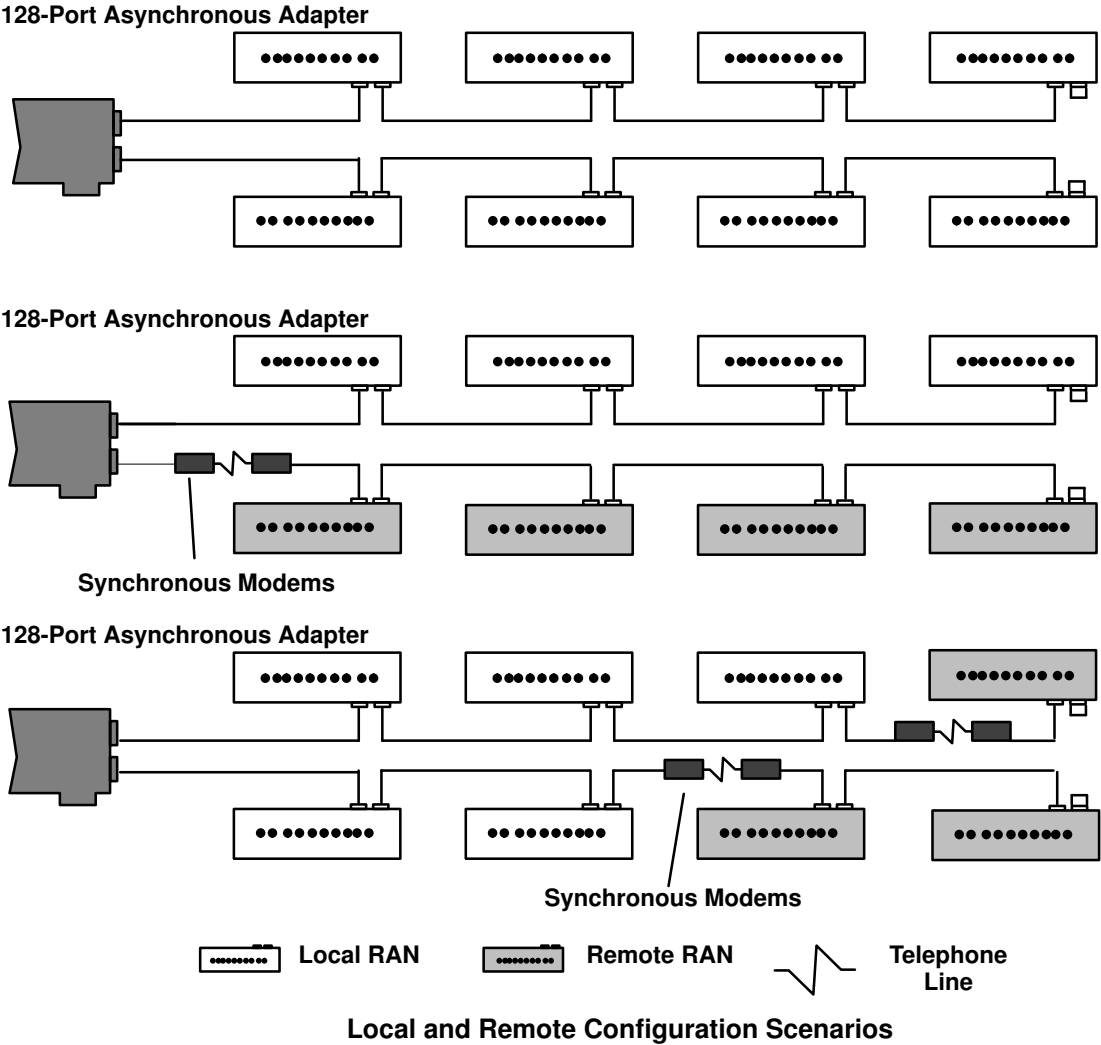 128-Port Asynchronous Adapter
128-Port Asynchronous Adapter
Synchronous Modems
128-Port Asynchronous Adapter
Synchronous Modems
Local RAN
Remote RAN
Telephone
Line
Local and Remote Configuration Scenarios